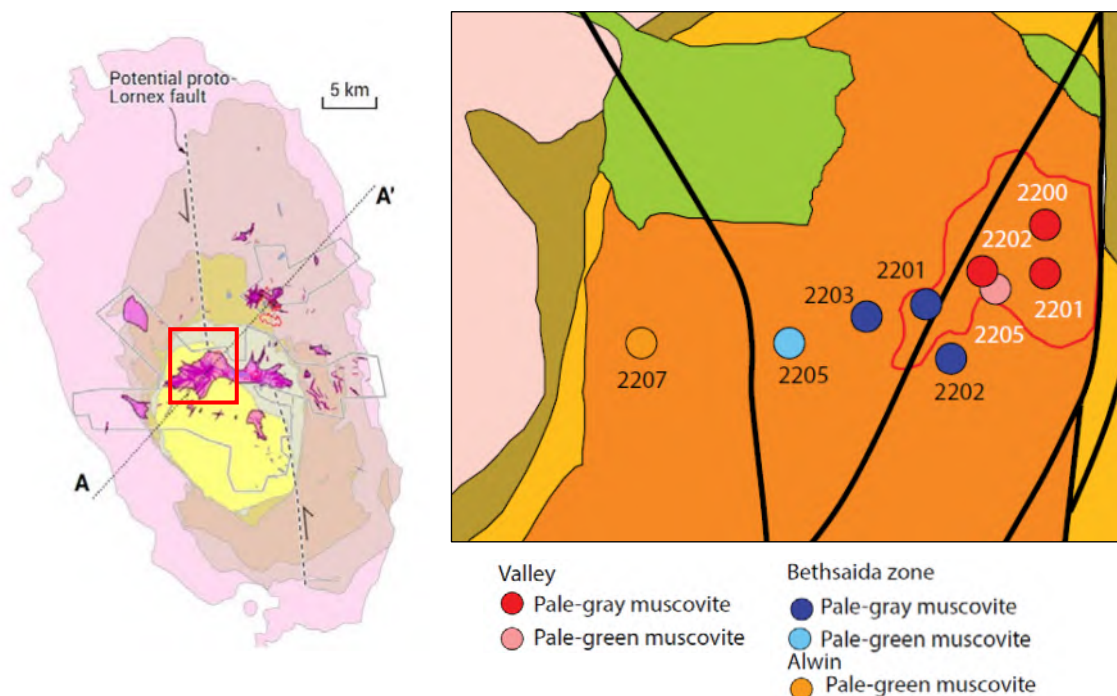 Potential proto-
Lornex fault
5 km
A'
A
2200
2202
2201
2203
2201
2205
2207
2205
2202
Valley
Pale-gray muscovite
Pale-green muscovite
Bethsaida zone
Pale-gray muscovite
Pale-green muscovite
Alwin
Pale-green muscovite